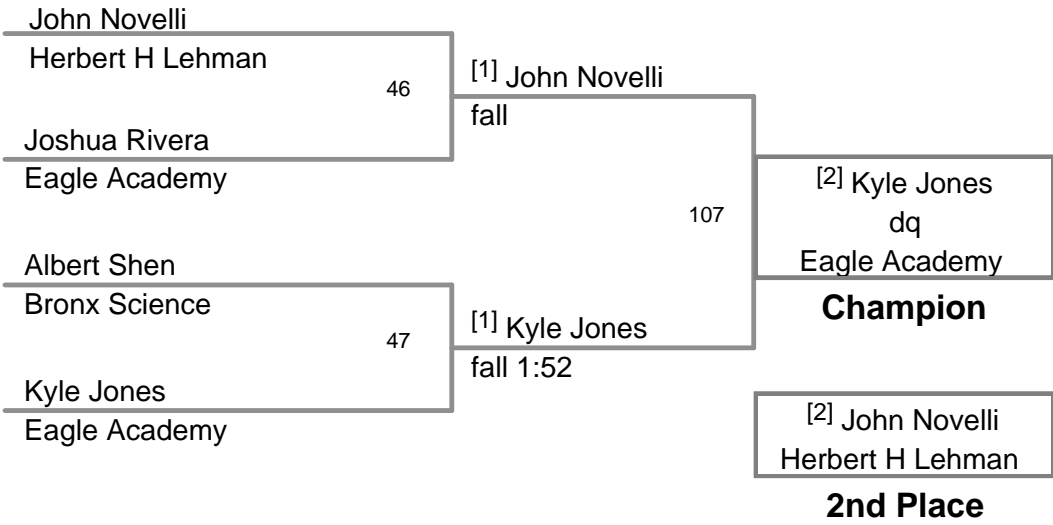 John Novelli
Herbert H Lehman
46
Joshua Rivera
Eagle Academy
[1] John Novelli
fall
Albert Shen
Bronx Science
47
Kyle Jones
Eagle Academy
[1] Kyle Jones
fall 1:52
107
[2] Kyle Jones
dq
Eagle Academy
Champion
[2] John Novelli
Herbert H Lehman
2nd Place